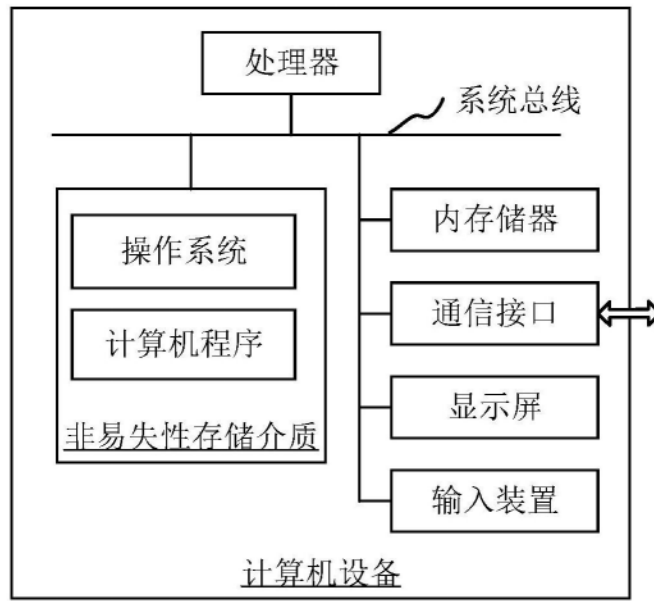 处理器
系统总线
操作系统
计算机程序
非易失性存储介质
内存储器
通信接口
显示屏
输入装置
计算机设备